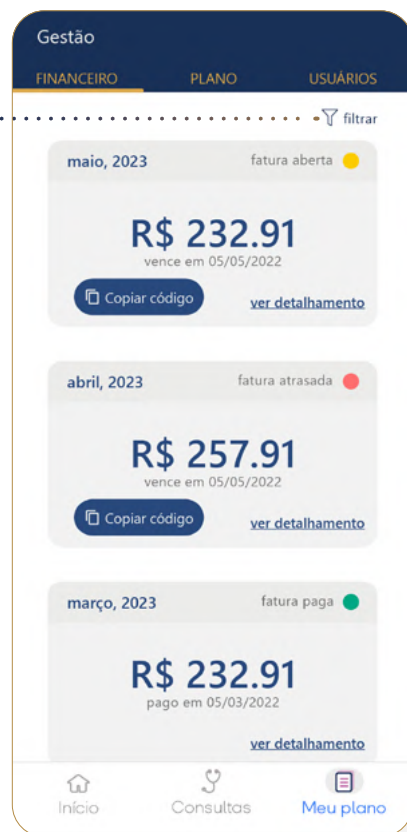 Gestão
FINANCEIRO PLANO USUÁRIOS
filtrar
maio, 2023 fatura aberta
R$ 232.91
vence em 05/05/2022
Copiar código ver detalhamento
abril, 2023 fatura atrasada
R$ 257.91
vence em 05/05/2022
Copiar código ver detalhamento
março, 2023 fatura paga
R$ 232.91
pago em 05/03/2022
ver detalhamento
Início Consultas Meu plano